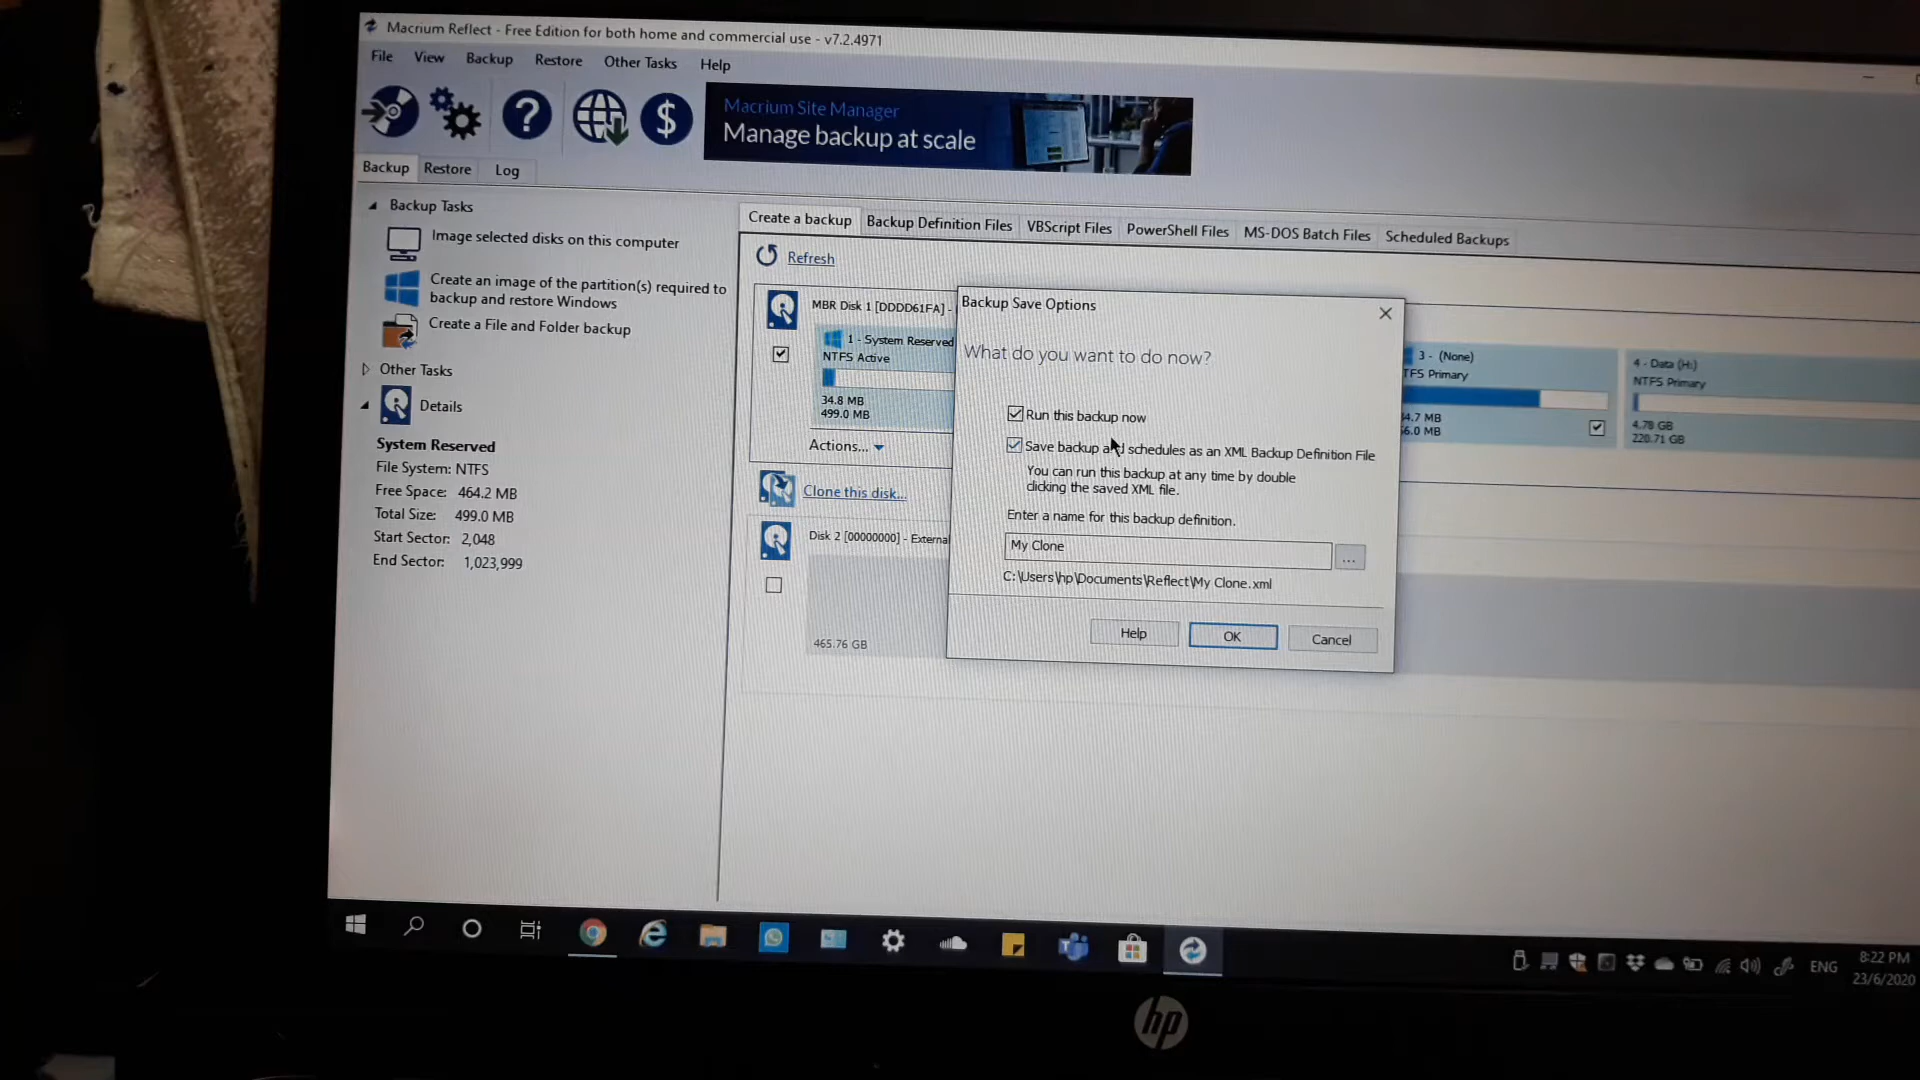 Macrium Reflect - Free Edition for both home and commercial use - v7.2.4971
File View Backup Restore Other Tasks Help
Macrium Site Manager
Manage backup at scale
Backup Restore Log
Backup Tasks
Image selected disks on this computer
Create an image of the partition(s) required to
backup and restore Windows
Create a File and Folder backup
Other Tasks
Details
System Reserved
File System: NTFS
Free Space: 464.2 MB
Total Size: 499.0 MB
Start Sector: 2,048
End Sector: 1,023,999
Create a backup Backup Definition Files VBScript Files PowerShell Files MS-DOS Batch Files Scheduled Backups
Refresh
MBR Disk 1 [DDDD61FA] -
1 - System Reserved
NTFS Active
34.8 MB
499.0 MB
Actions...
Clone this disk...
Disk 2 [00000000] - Externa
465.76 GB
Backup Save Options
What do you want to do now?
Run this backup now
Save backup and schedules as an XML Backup Definition File
You can run this backup at any time by double
clicking the saved XML file.
Enter a name for this backup definition.
My Clone
...
C:\Users\hp\Documents\Reflect\My Clone.xml
Help OK Cancel
3 - (None)
TFS Primary
4.7 MB
6.0 MB
4 - Data (H:)
NTFS Primary
4.78 GB
220.71 GB
ENG
8:22 PM
23/6/2020
hp